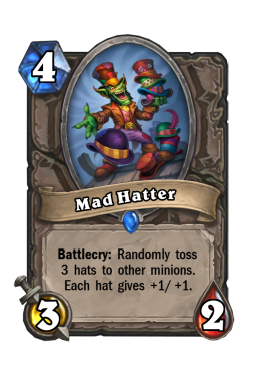 4
Mad Hatter
Battlecry: Randomly toss
3 hats to other minions.
Each hat gives +1/ +1.
3
2